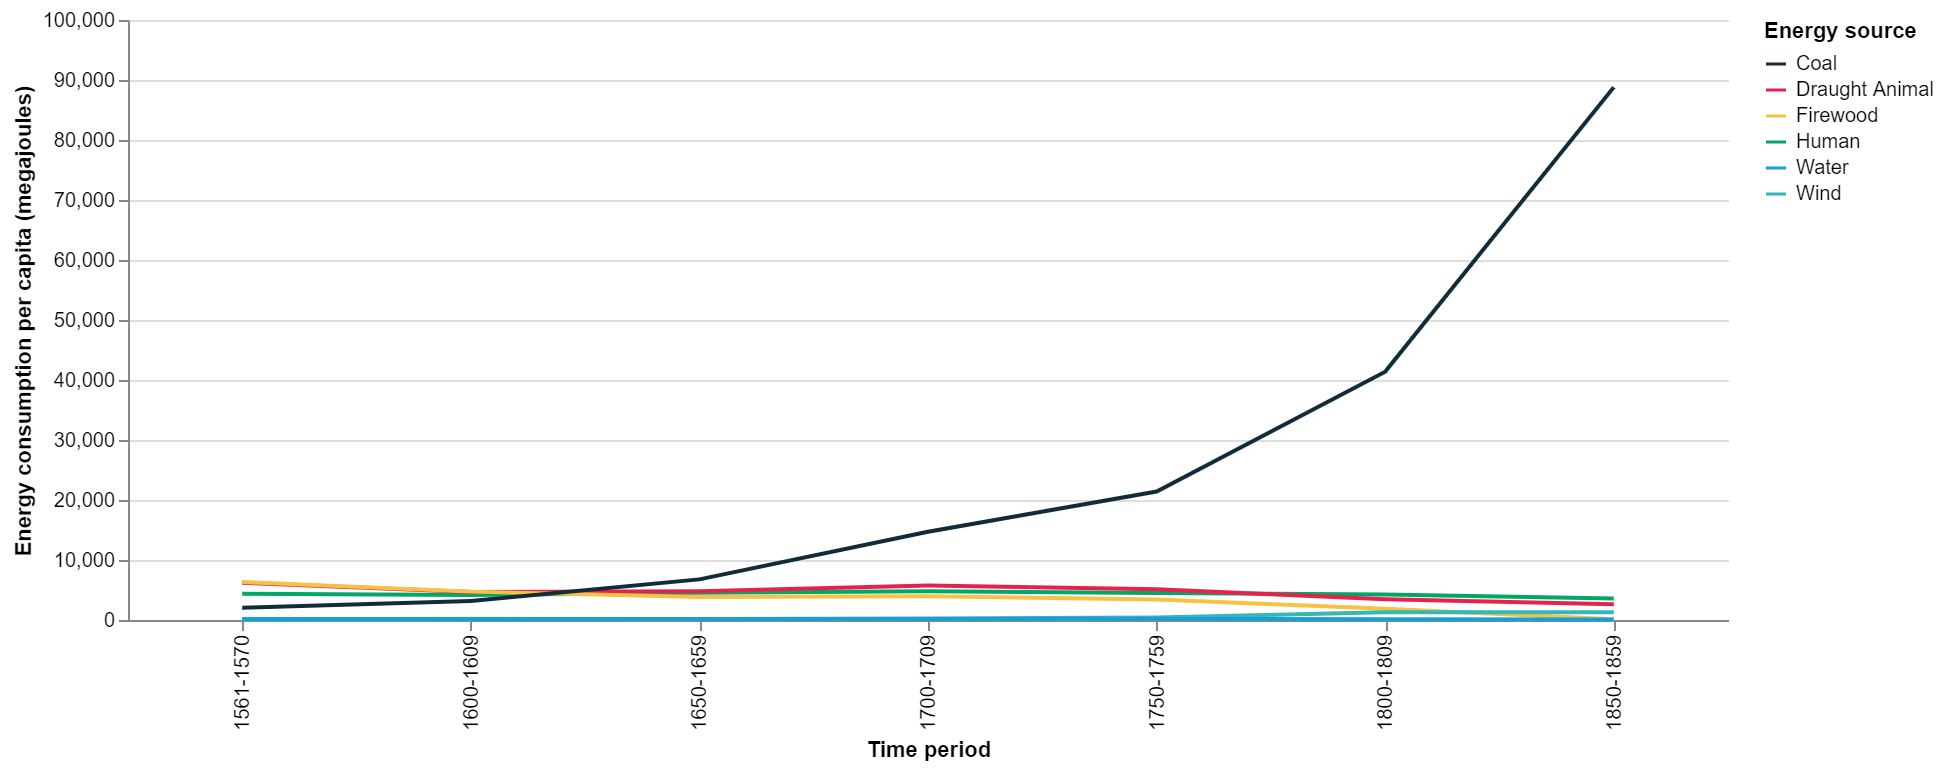 100,000
90,000
80,000
70,000
60,000
50,000
40,000
30,000
20,000
10,000
0
Energy consumption per capita (megajoules)
1561-1570
1600-1609
1650-1659
1700-1709
1750-1759
1800-1809
1850-1859
Time period
Energy source
Coal
Draught Animal
Firewood
Human
Water
Wind